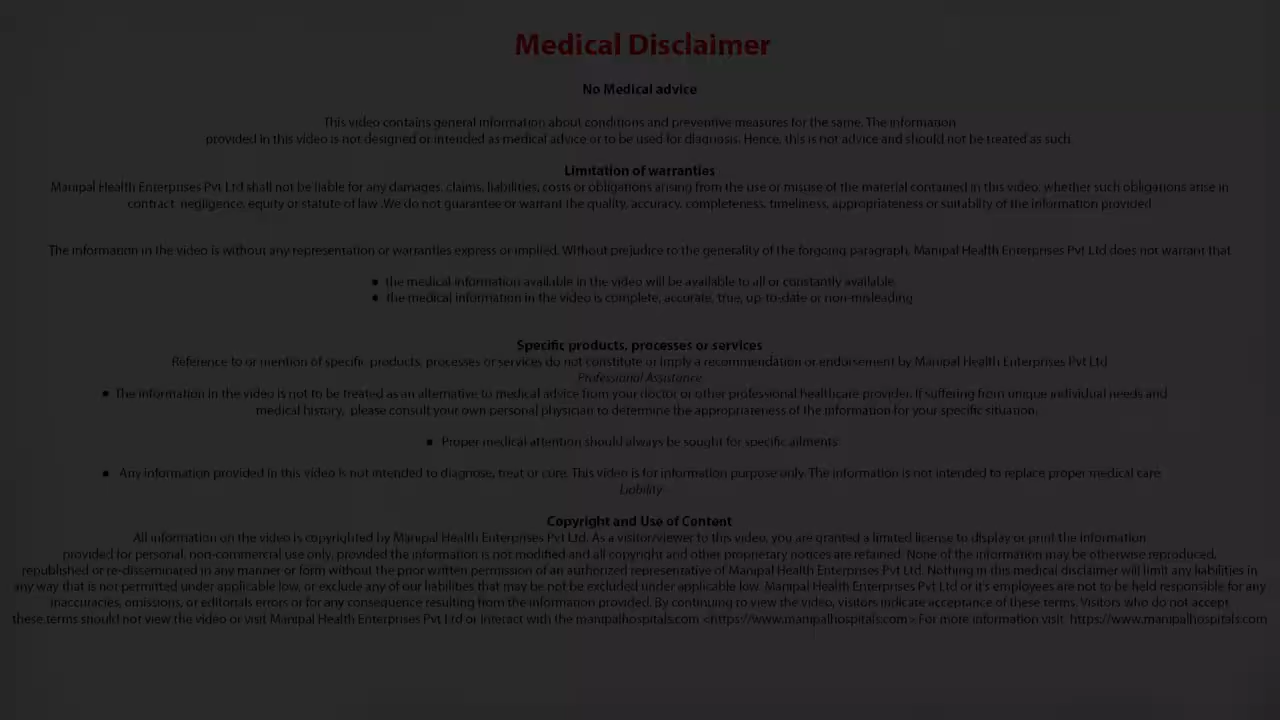 Medical Disclaimer
No Medical advice
This video contains general information about conditions and preventive measures for the same. The information
provided in this video is not designed or intended as medical advice or to be used for diagnosis. Hence, this is not advice and should not be treated as such.
Limitation of warranties
Manipal Health Enterprises Pvt Ltd shall not be liable for any damages, claims, liabilities, costs or obligations arising from the use or misuse of the material contained in this video, whether such obligations arise in
contract, negligence, equity or statute of law .We do not guarantee or warrant the quality, accuracy, completeness, timeliness, appropriateness or suitability of the information provided
The information in the video is without any representation or warranties express or implied. Without prejudice to the generality of the forgoing paragraph, Manipal Health Enterprises Pvt Ltd does not warrant that
● the medical information available in the video will be available to all or constantly available
● the medical information in the video is complete, accurate, true, up-to-date or non-misleading
Specific products, processes or services
Reference to or mention of specific products, processes or services do not constitute or imply a recommendation or endorsement by Manipal Health Enterprises Pvt Ltd
Professional Assistance
● The information in the video is not to be treated as an alternative to medical advice from your doctor or other professional healthcare provider. If suffering from unique individual needs and
medical history, please consult your own personal physician to determine the appropriateness of the information for your specific situation.
● Proper medical attention should always be sought for specific ailments
● Any information provided in this video is not intended to diagnose, treat or cure. This video is for information purpose only. The information is not intended to replace proper medical care
Liability -
Copyright and Use of Content
All information on the video is copyrighted by Manipal Health Enterprises Pvt Ltd. As a visitor/viewer to this video, you are granted a limited license to display or print the information
provided for personal, non-commercal use only, provided the information is not modified and all copyright and other proprietary notices are retained. None of the information may be otherwise reproduced,
republished or re-disseminated in any manner or form without the prior written permission of an authorized representative of Manipal Health Enterprises Pvt Ltd. Nothing in this medical disclaimer will limit any liabilities in
any way that is not permitted under applicable low, or exclude any of our liabilities that may be not be excluded under applicable low. Manipal Health Enterprises Pvt Ltd or it's employees are not to be held responsible for any
inaccuracies, omissions, or editorials errors or for any consequence resulting from the information provided. By continuing to view the video, visitors indicate acceptance of these terms. Visitors who do not accept
these terms should not view the video or visit Manipal Health Enterprises Pvt Ltd or Interact with the manipalhospitals.com <https://www.manipalhospitals.com> For more information visit https://www.manipalhospitals.com